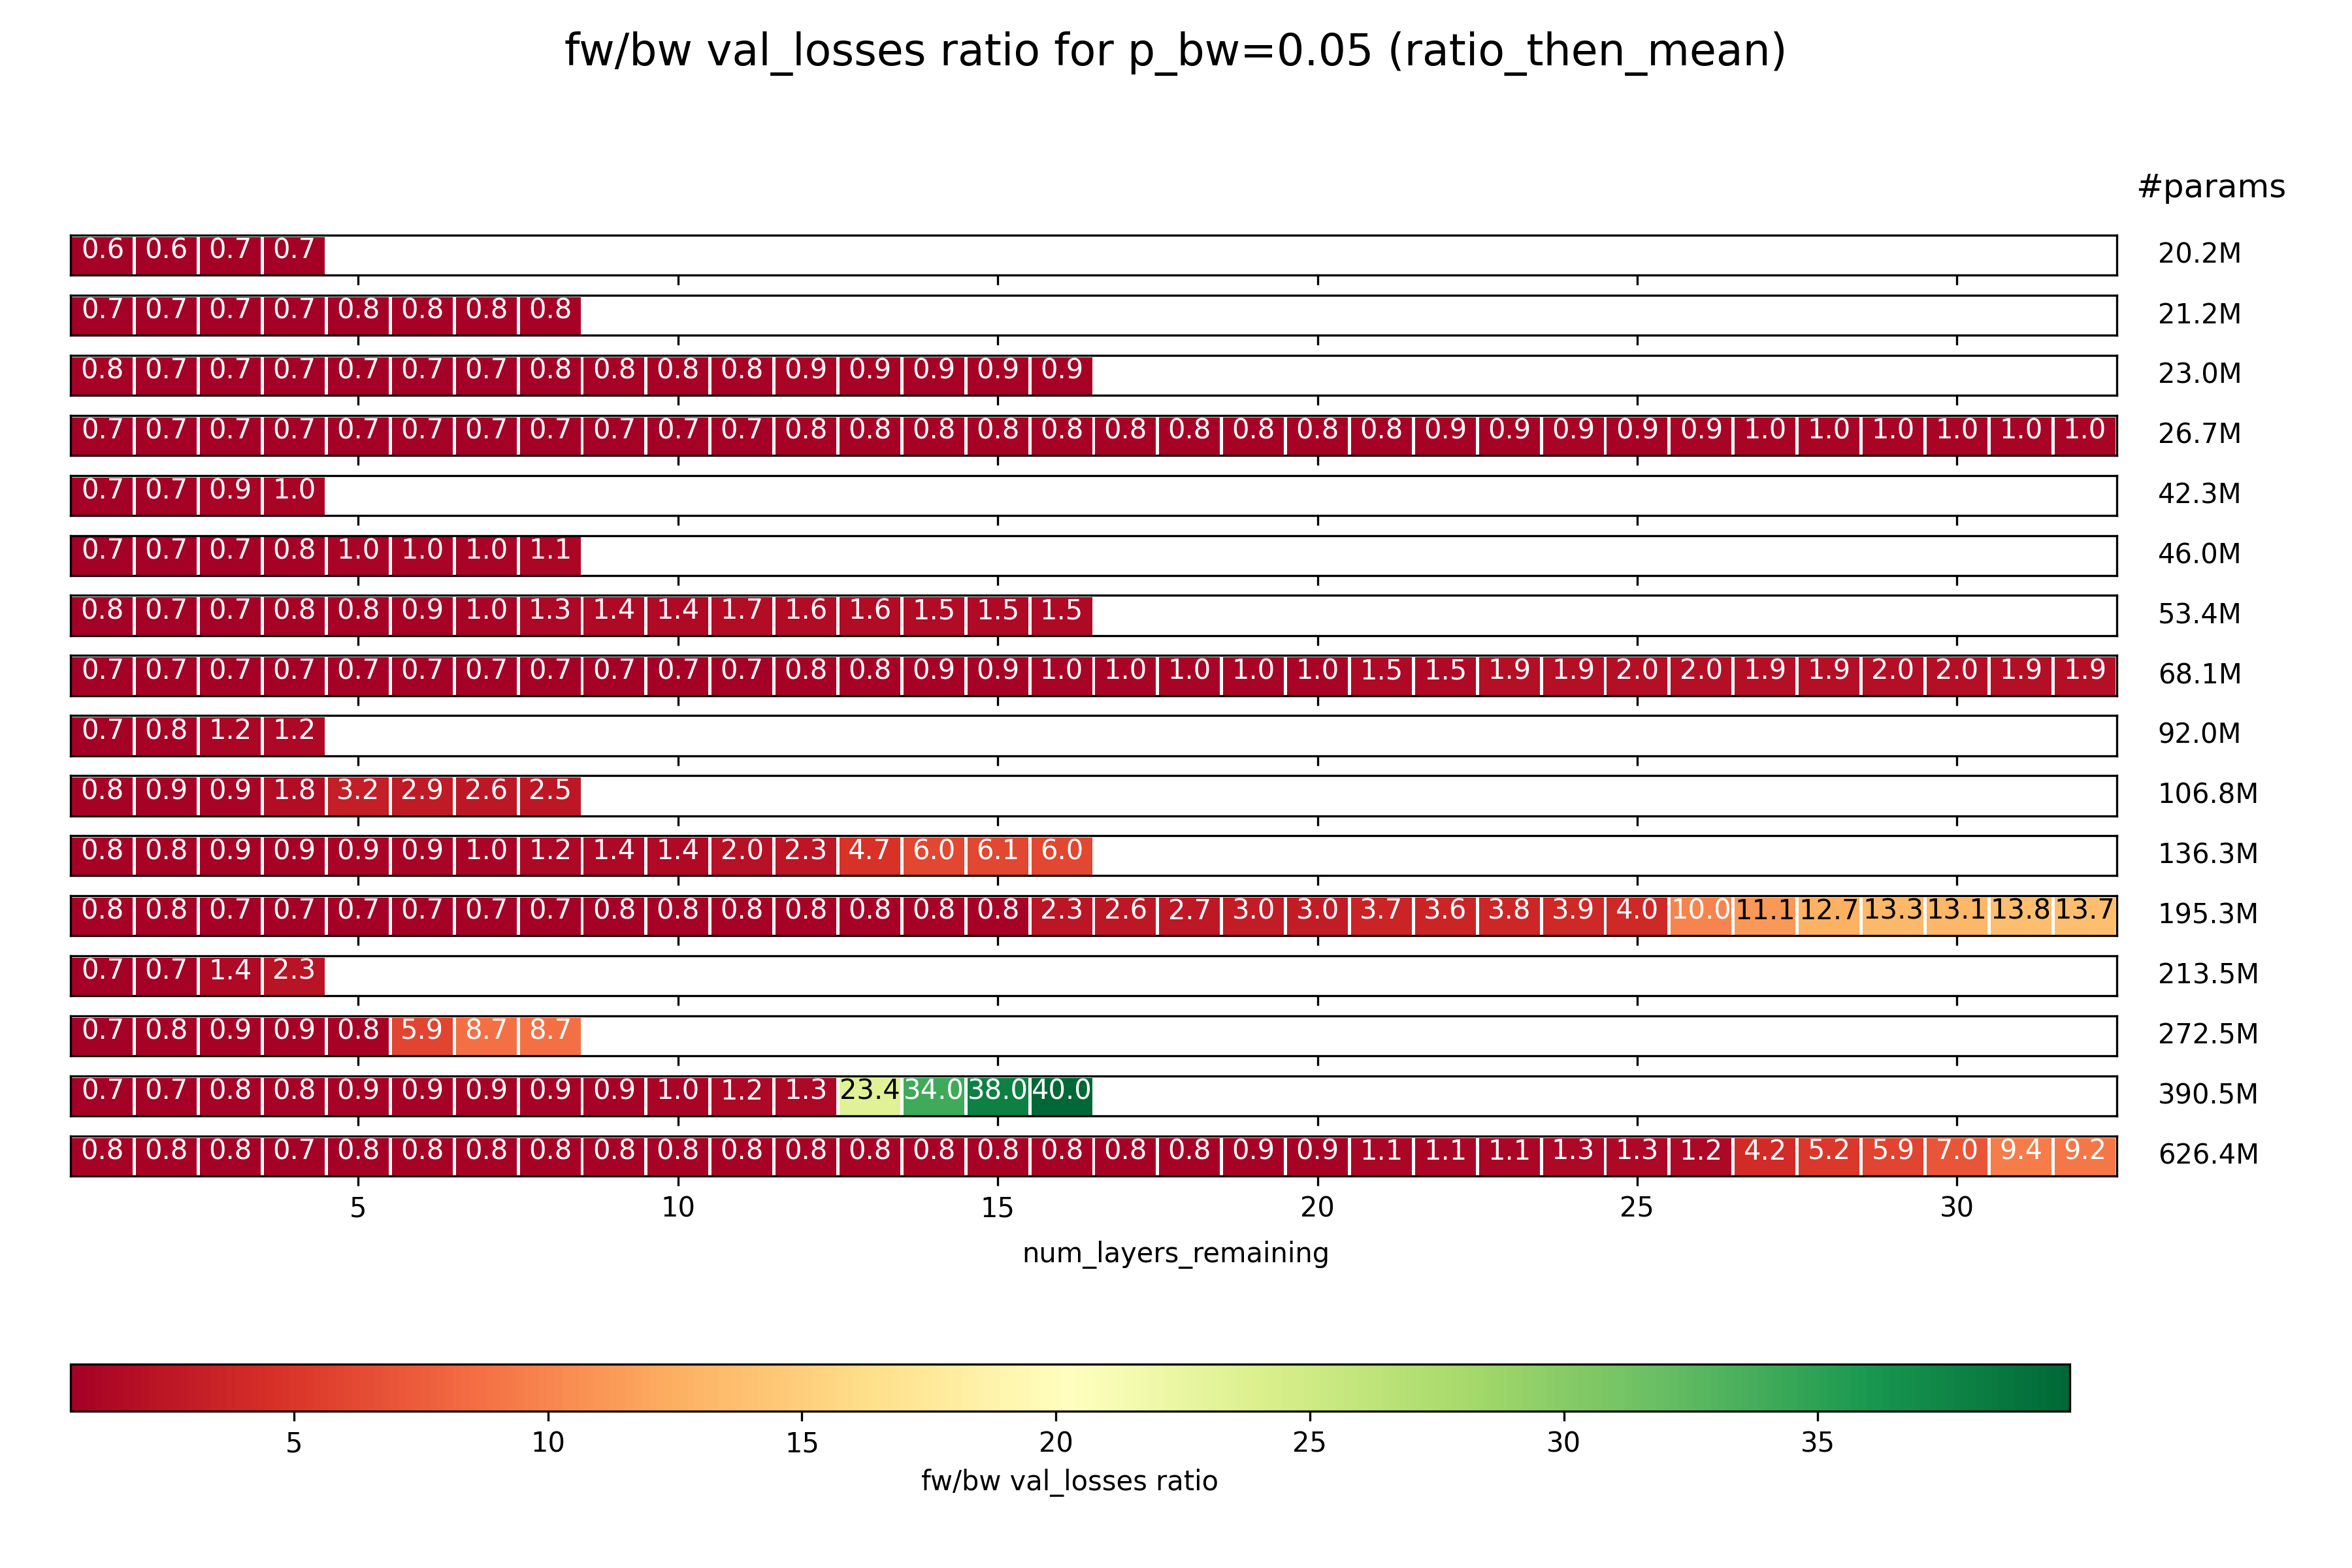 fw/bw val_losses ratio for p_bw=0.05 (ratio_then_mean)
#params
0.6 0.6 0.7 0.7 20.2M
0.7 0.7 0.7 0.7 0.8 0.8 0.8 0.8 21.2M
0.8 0.7 0.7 0.7 0.7 0.7 0.7 0.8 0.8 0.8 0.8 0.9 0.9 0.9 0.9 0.9 23.0M
0.7 0.7 0.7 0.7 0.7 0.7 0.7 0.7 0.7 0.7 0.7 0.8 0.8 0.8 0.8 0.8 0.8 0.8 0.8 0.8 0.8 0.9 0.9 0.9 0.9 0.9 1.0 1.0 1.0 1.0 1.0 1.0 26.7M
0.7 0.7 0.9 1.0 42.3M
0.7 0.7 0.7 0.8 1.0 1.0 1.0 1.1 46.0M
0.8 0.7 0.7 0.8 0.8 0.9 1.0 1.3 1.4 1.4 1.7 1.6 1.6 1.5 1.5 1.5 53.4M
0.7 0.7 0.7 0.7 0.7 0.7 0.7 0.7 0.7 0.7 0.7 0.8 0.8 0.9 0.9 1.0 1.0 1.0 1.0 1.0 1.5 1.5 1.9 1.9 2.0 2.0 1.9 1.9 2.0 2.0 1.9 1.9 68.1M
0.7 0.8 1.2 1.2 92.0M
0.8 0.9 0.9 1.8 3.2 2.9 2.6 2.5 106.8M
0.8 0.8 0.9 0.9 0.9 0.9 1.0 1.2 1.4 1.4 2.0 2.3 4.7 6.0 6.1 6.0 136.3M
0.8 0.8 0.7 0.7 0.7 0.7 0.7 0.7 0.8 0.8 0.8 0.8 0.8 0.8 0.8 2.3 2.6 2.7 3.0 3.0 3.7 3.6 3.8 3.9 4.0 10.0 11.1 12.7 13.3 13.1 13.8 13.7 195.3M
0.7 0.7 1.4 2.3 213.5M
0.7 0.8 0.9 0.9 0.8 5.9 8.7 8.7 272.5M
0.7 0.7 0.8 0.8 0.9 0.9 0.9 0.9 0.9 1.0 1.2 1.3 23.4 34.0 38.0 40.0 390.5M
0.8 0.8 0.8 0.7 0.8 0.8 0.8 0.8 0.8 0.8 0.8 0.8 0.8 0.8 0.8 0.8 0.8 0.8 0.9 0.9 1.1 1.1 1.1 1.3 1.3 1.2 4.2 5.2 5.9 7.0 9.4 9.2 626.4M
5 10 15 20 25 30
num_layers_remaining
5 10 15 20 25 30 35
fw/bw val_losses ratio